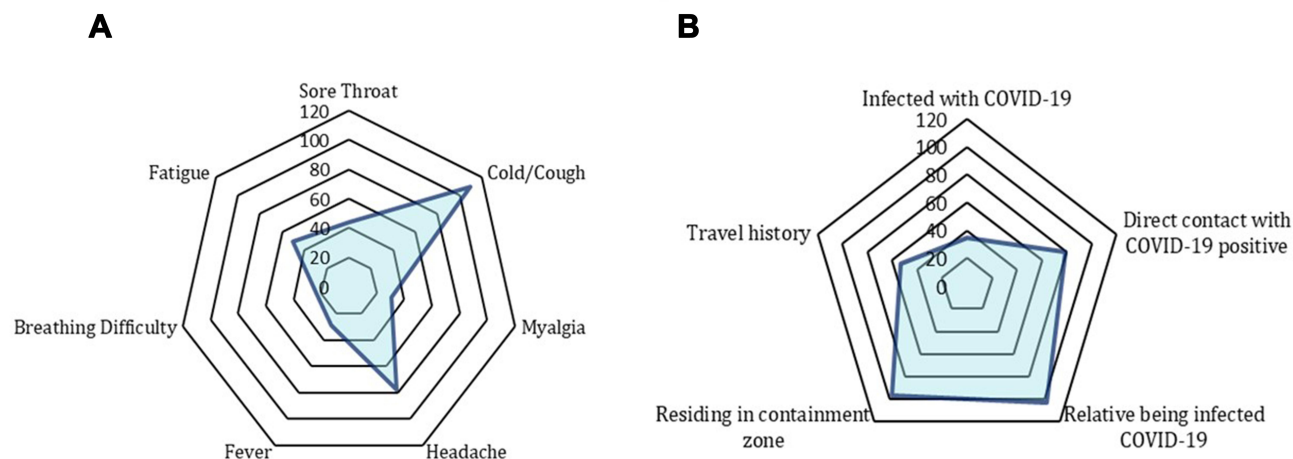 A
Sore Throat
120
100
80
60
40
20
0
Cold/Cough
Myalgia
Headache
Fever
Breathing Difficulty
Fatigue
B
Infected with COVID-19
120
100
80
60
40
20
0
Direct contact with
COVID-19 positive
Relative being infected
COVID-19
Residing in containment
zone
Travel history